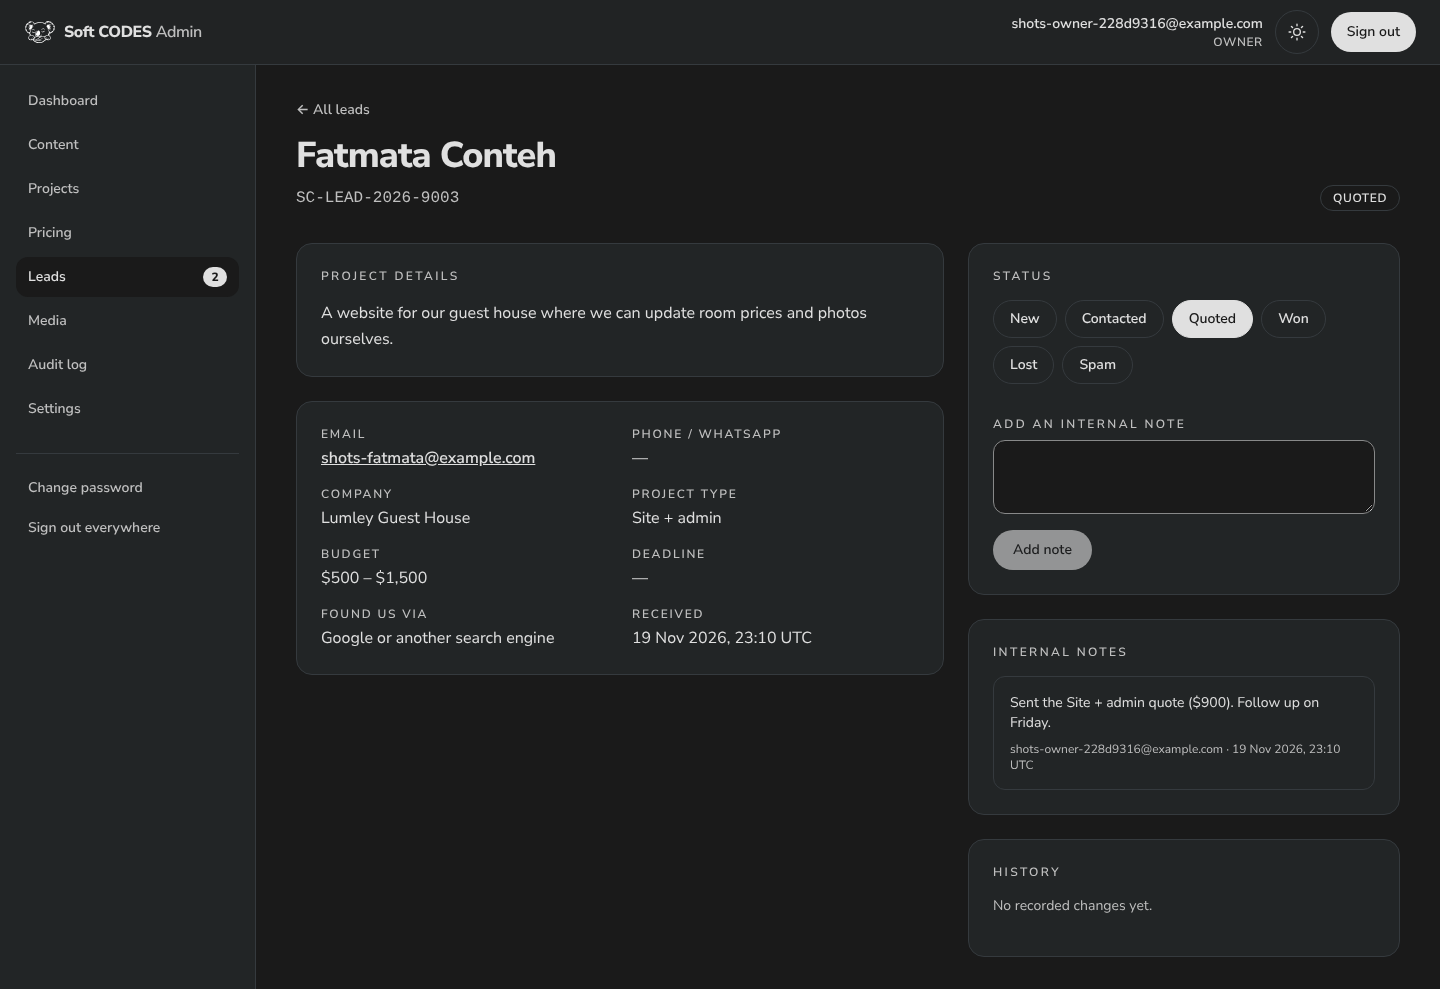 Soft CODES Admin
shots-owner-228d9316@example.com
OWNER
Sign out
Dashboard
Content
Projects
Pricing
Leads 2
Media
Audit log
Settings
Change password
Sign out everywhere
← All leads
Fatmata Conteh
SC-LEAD-2026-9003
QUOTED
PROJECT DETAILS
A website for our guest house where we can update room prices and photos
ourselves.
EMAIL
shots-fatmata@example.com
PHONE / WHATSAPP
—
COMPANY
Lumley Guest House
PROJECT TYPE
Site + admin
BUDGET
$500 – $1,500
DEADLINE
—
FOUND US VIA
Google or another search engine
RECEIVED
19 Nov 2026, 23:10 UTC
STATUS
New Contacted Quoted Won
Lost Spam
ADD AN INTERNAL NOTE
Add note
INTERNAL NOTES
Sent the Site + admin quote ($900). Follow up on
Friday.
shots-owner-228d9316@example.com · 19 Nov 2026, 23:10
UTC
HISTORY
No recorded changes yet.